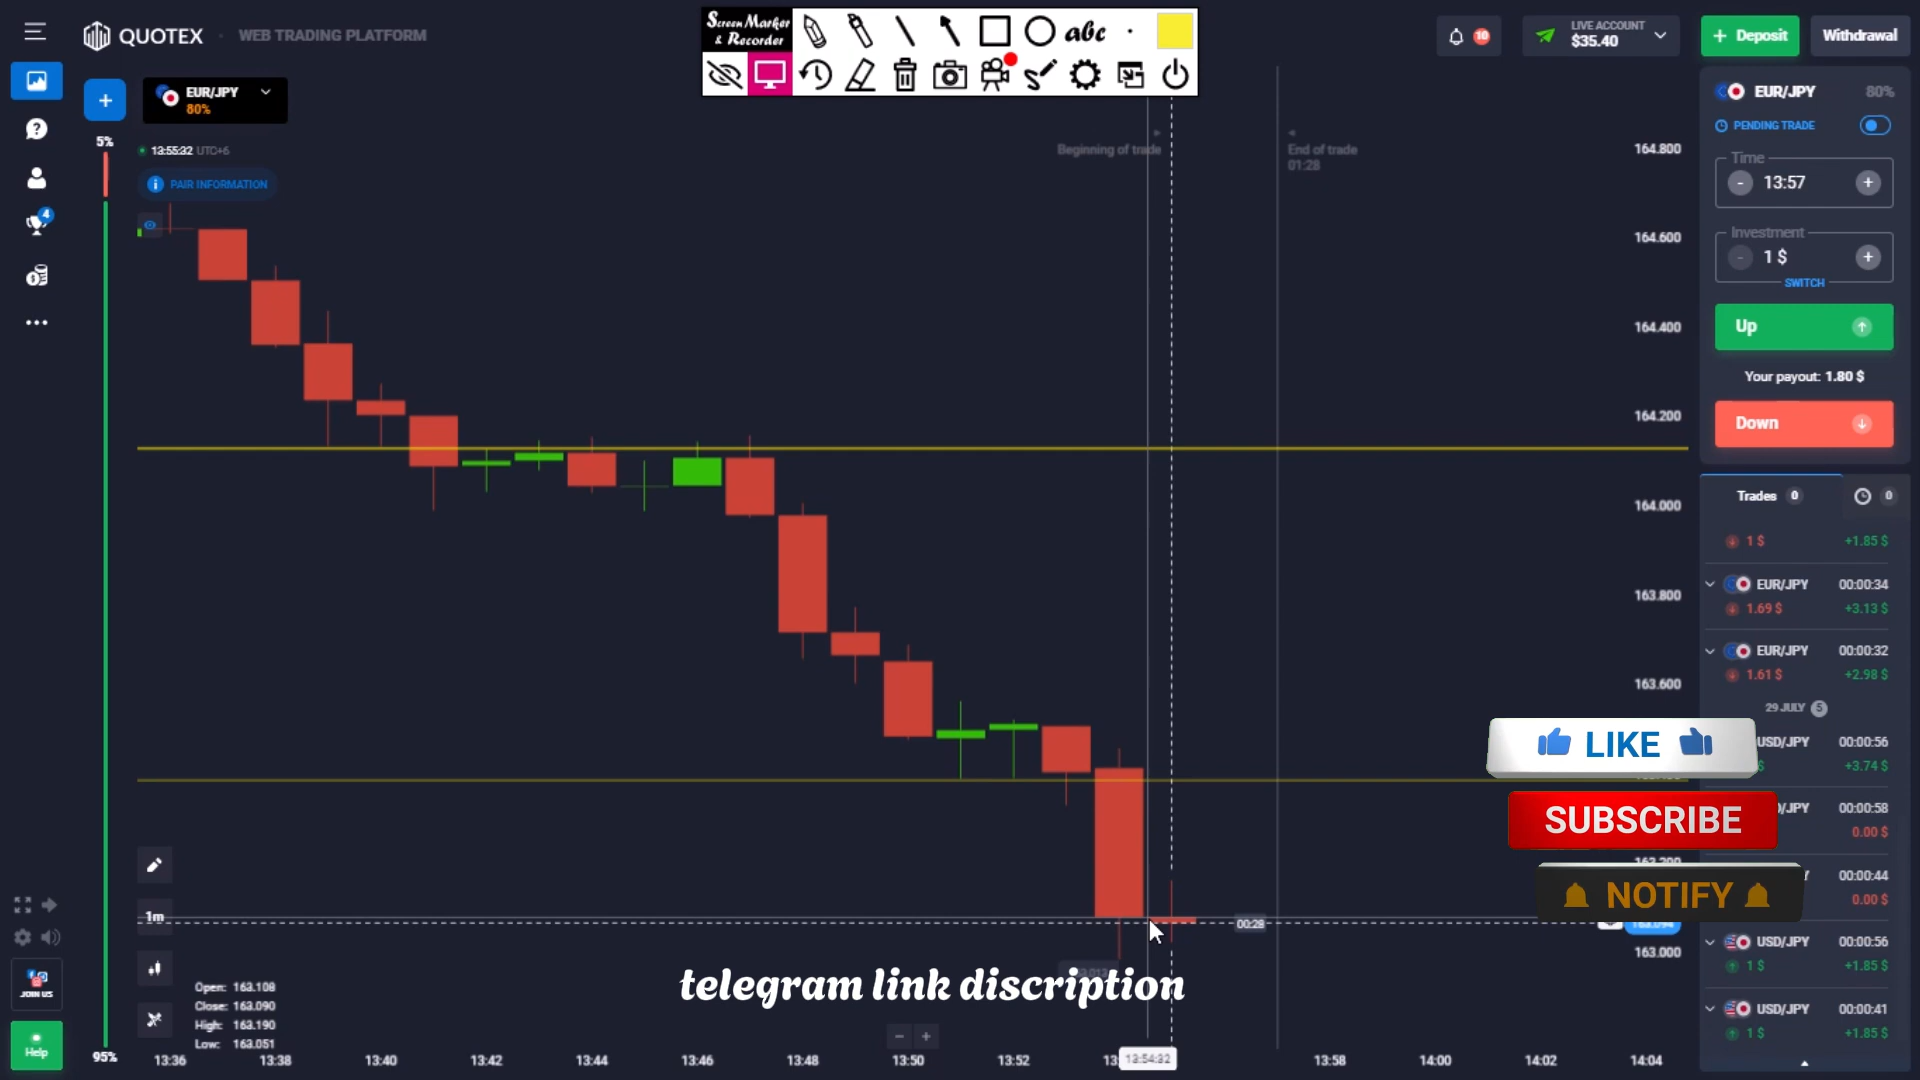 QUOTEX
WEB TRADING PLATFORM
Screen Marker
& Recorder
abc
10
LIVE ACCOUNT
$35.40
+ Deposit
Withdrawal
EUR/JPY
80%
5%
13:55:32 UTC+6
PAIR INFORMATION
Beginning of trade
End of trade
01:28
164.800
164.600
164.400
164.200
164.000
163.800
163.600
163.200
163.000
EUR/JPY 80%
PENDING TRADE
Time
- 13:57 +
Investment
- 1 $ +
SWITCH
Up
Your payout: 1.80 $
Down
Trades 0
0
1 $ +1.85 $
EUR/JPY 00:00:34
1.69 $ +3.13 $
EUR/JPY 00:00:32
1.61 $ +2.98 $
29 JULY 5
USD/JPY 00:00:56
$ +3.74 $
/JPY 00:00:58
0.00 $
00:00:44
0.00 $
USD/JPY 00:00:56
1 $ +1.85 $
USD/JPY 00:00:41
1 $ +1.85 $
LIKE
SUBSCRIBE
NOTIFY
4
1m
00:28
163.094
telegram link discription
Open: 163.108
Close: 163.090
High: 163.190
Low: 163.051
JOIN US
Help
95%
13:36 13:38 13:40 13:42 13:44 13:46 13:48 13:50 13:52 13:54:32 13:58 14:00 14:02 14:04